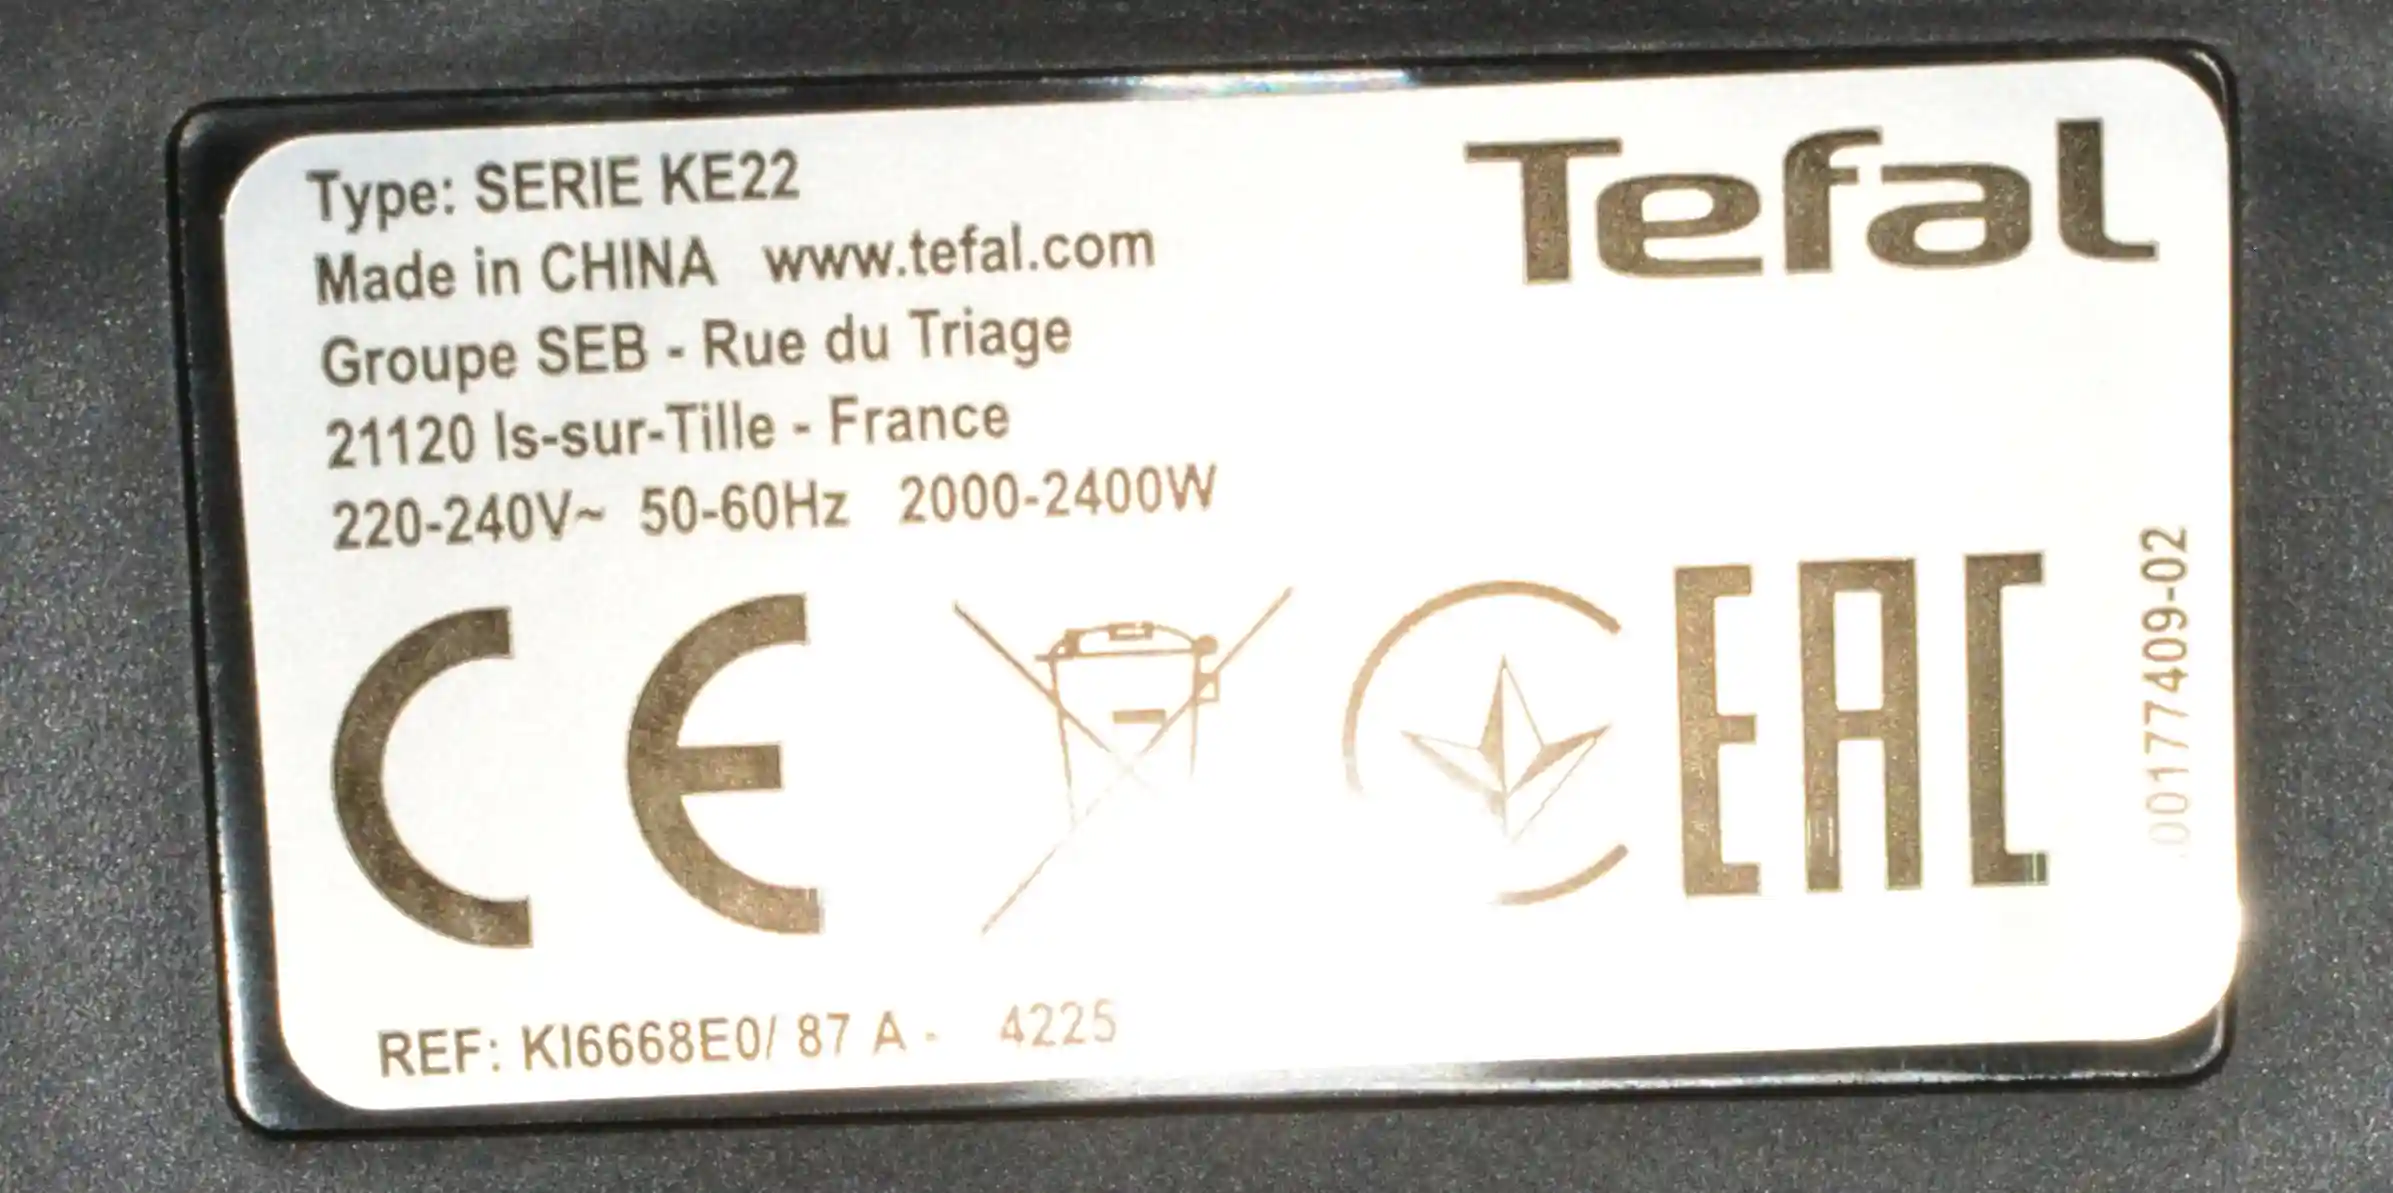 Tefal
Type: SERIE KE22
Made in CHINA www.tefal.com
Groupe SEB - Rue du Triage
21120 Is-sur-Tille - France
220-240V~ 50-60Hz 2000-2400W
CE
EAC
00177409-02
REF: KI6668E0/ 87 A - 4225